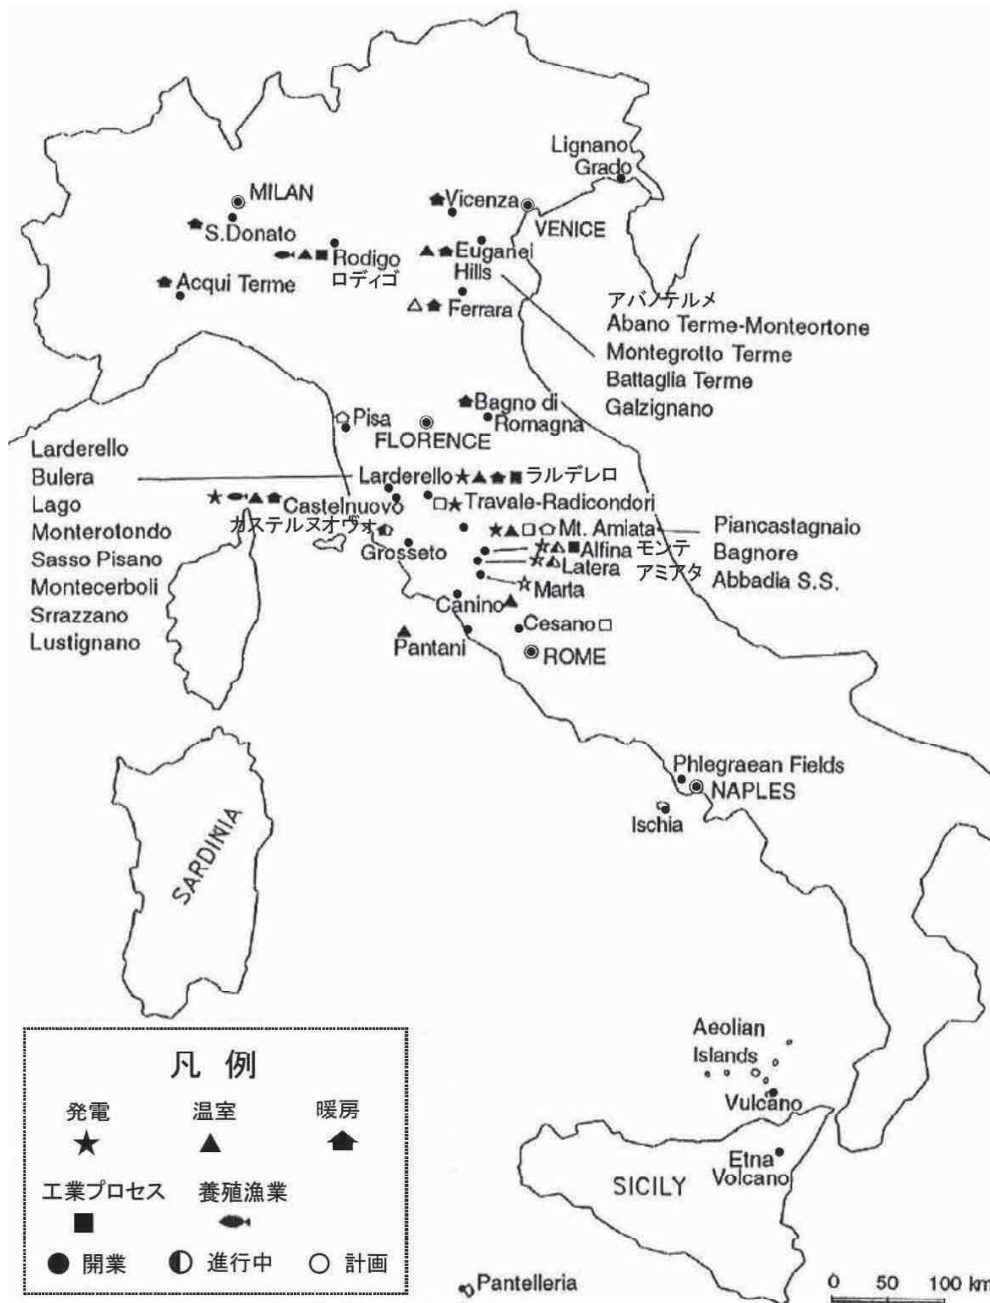 Lignano
Grado
MILAN
Vicenza
VENICE
S.Donato
Rodigo
ロディゴ
Euganei
Hills
Acqui Terme
Ferrara
アバノテルメ
Abano Terme-Monteortone
Montegrotto Terme
Battaglia Terme
Galzignano
Pisa
FLORENCE
Bagno di
Romagna
Larderello
Bulera
Lago
Monterotondo
Sasso Pisano
Montecerboli
Srrazzano
Lustignano
Larderello
ラルデレロ
Castelnuovo
カステルヌオヴォ
Travale-Radicondori
Grosseto
Mt. Amiata
モンテ
アミアタ
Piancastagnaio
Bagnore
Abbadia S.S.
Alfina
Latera
Marta
Canino
Pantani
Cesano
ROME
Phlegraean Fields
NAPLES
Ischia
SARDINIA
Aeolian
Islands
Vulcano
Etna
Volcano
SICILY
Pantelleria
0 50 100 km
凡 例
発電 温室 暖房
工業プロセス 養殖漁業
開業 進行中 計画